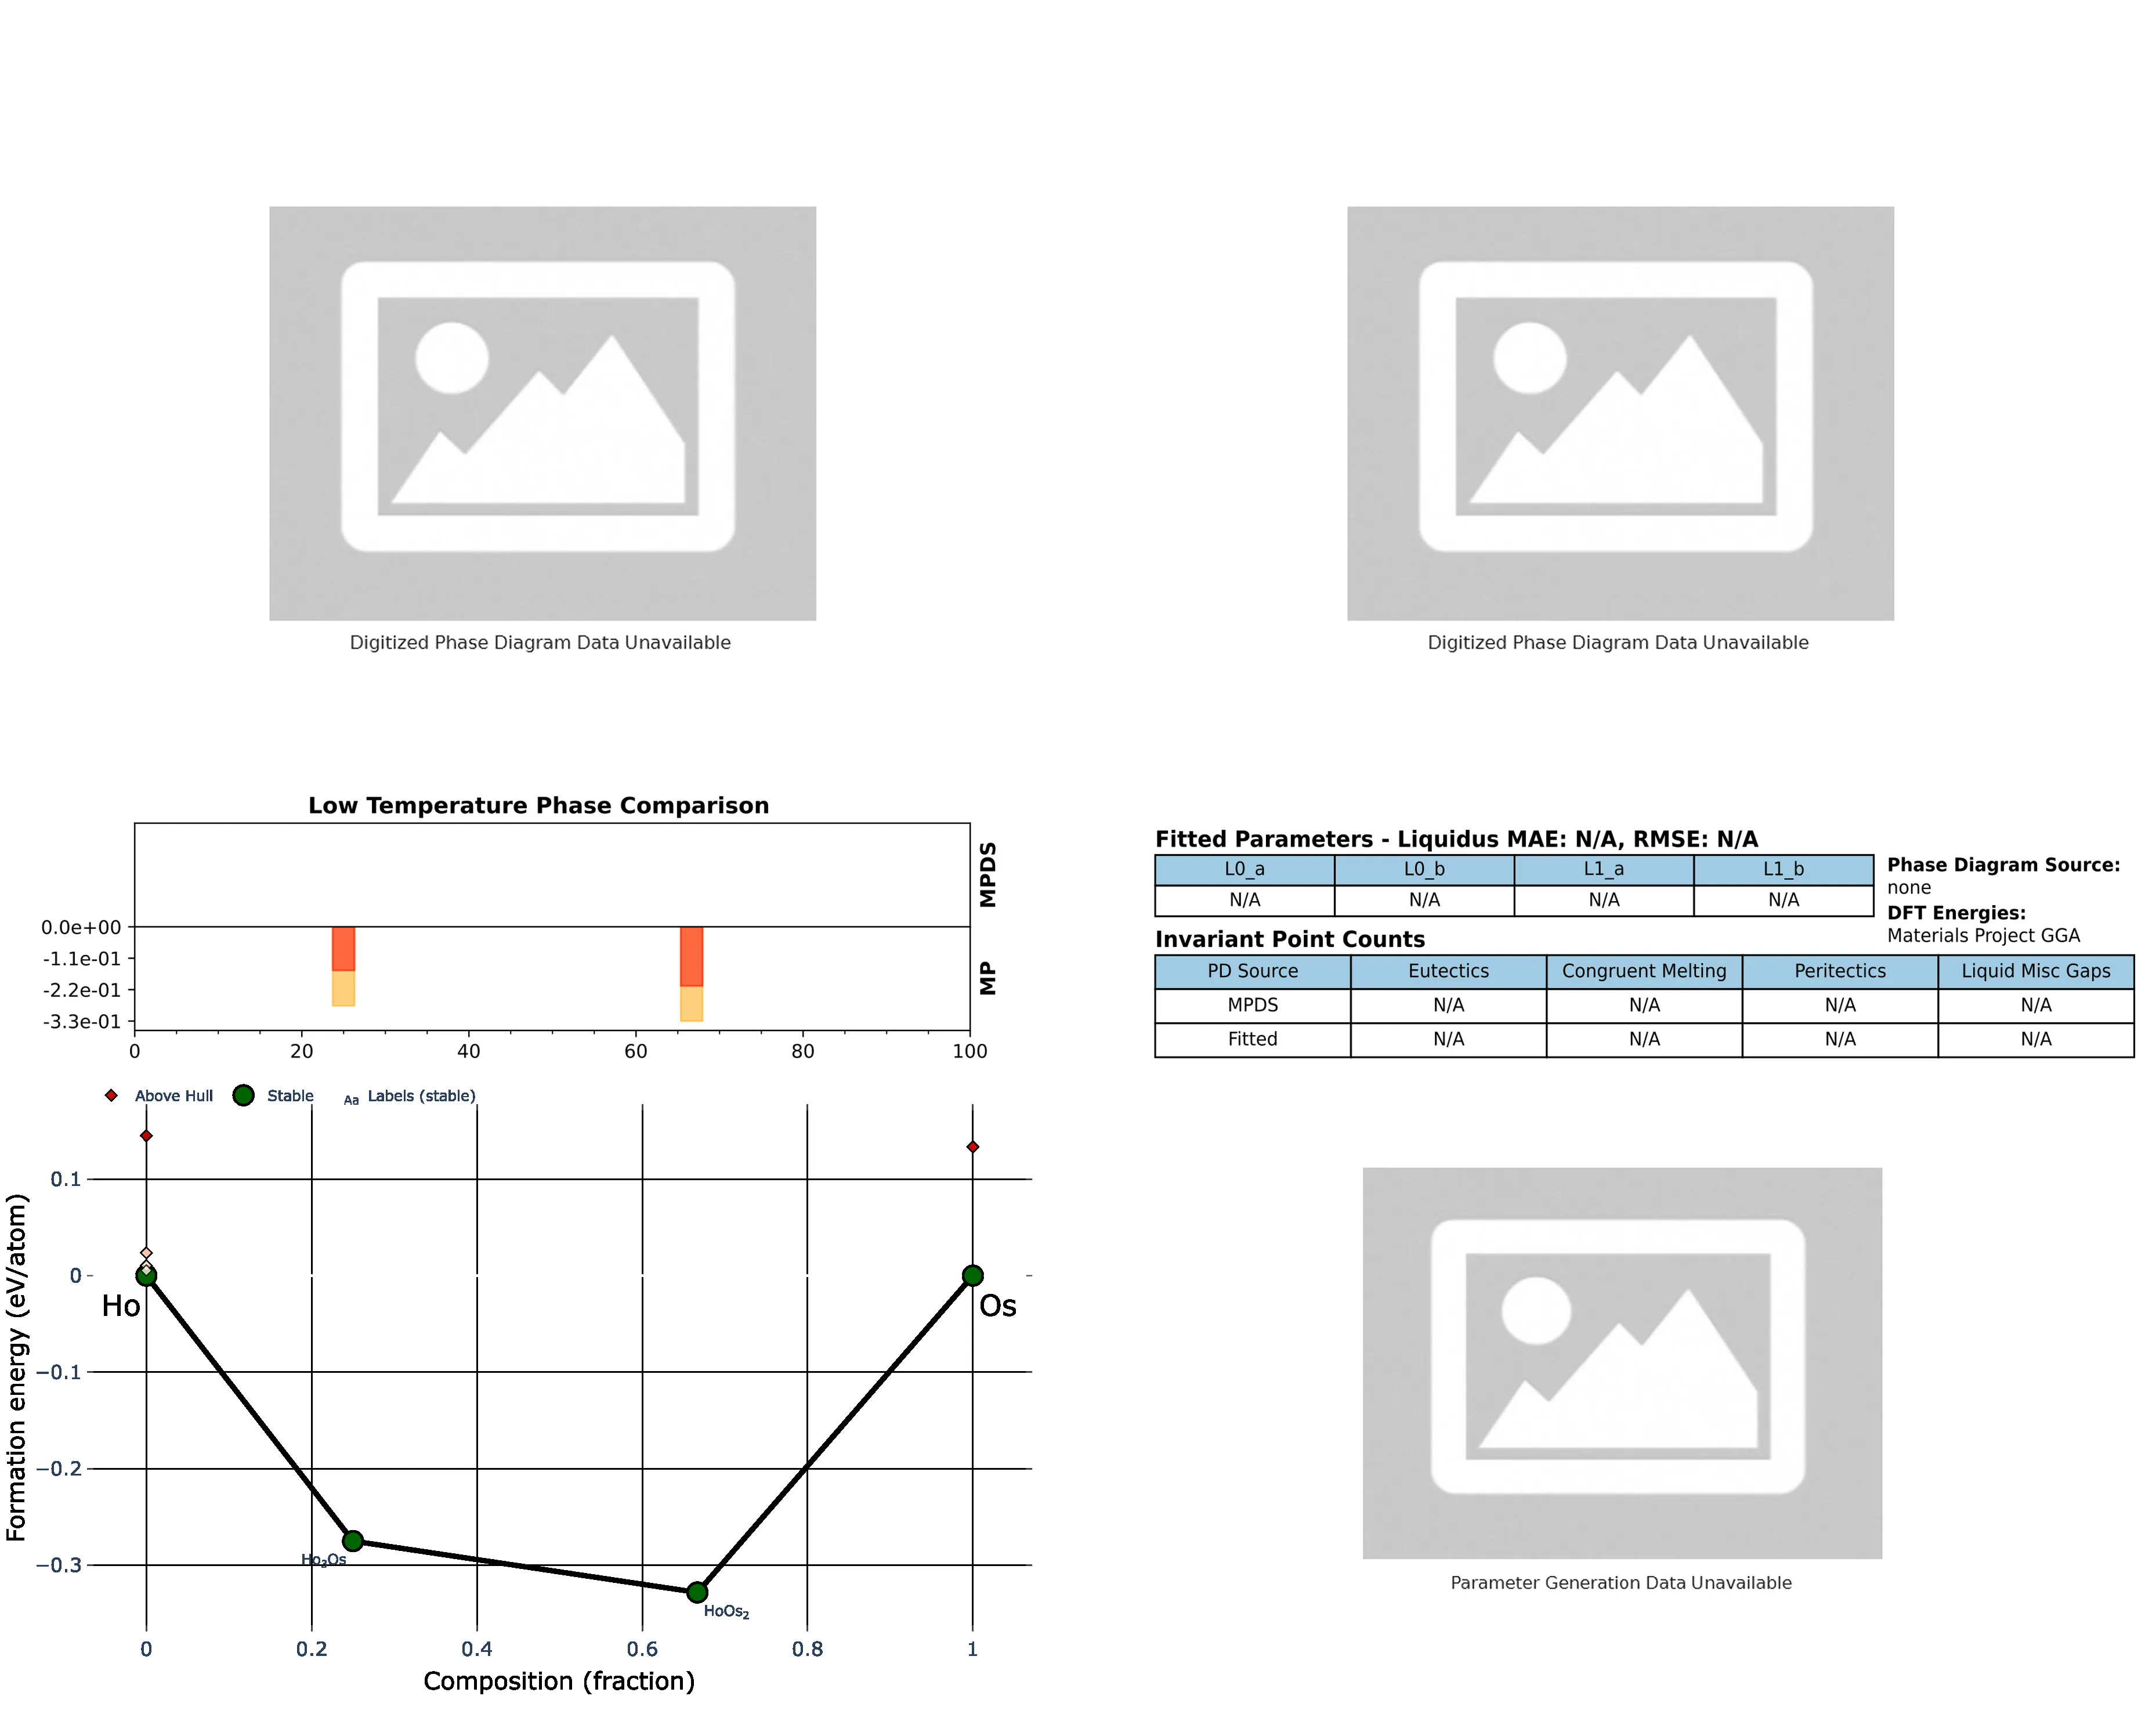 Digitized Phase Diagram Data Unavailable
Digitized Phase Diagram Data Unavailable
Low Temperature Phase Comparison
MPDS
MP
0.0e+00
-1.1e-01
-2.2e-01
-3.3e-01
0 20 40 60 80 100
Fitted Parameters - Liquidus MAE: N/A, RMSE: N/A
L0_a L0_b L1_a L1_b
N/A N/A N/A N/A
Phase Diagram Source:
none
DFT Energies:
Materials Project GGA
Invariant Point Counts
PD Source Eutectics Congruent Melting Peritectics Liquid Misc Gaps
MPDS N/A N/A N/A N/A
Fitted N/A N/A N/A N/A
Above Hull Stable Aa Labels (stable)
Formation energy (eV/atom)
0.1
0
−0.1
−0.2
−0.3
Ho
Os
Ho₃Os
HoOs₂
0 0.2 0.4 0.6 0.8 1
Composition (fraction)
Parameter Generation Data Unavailable